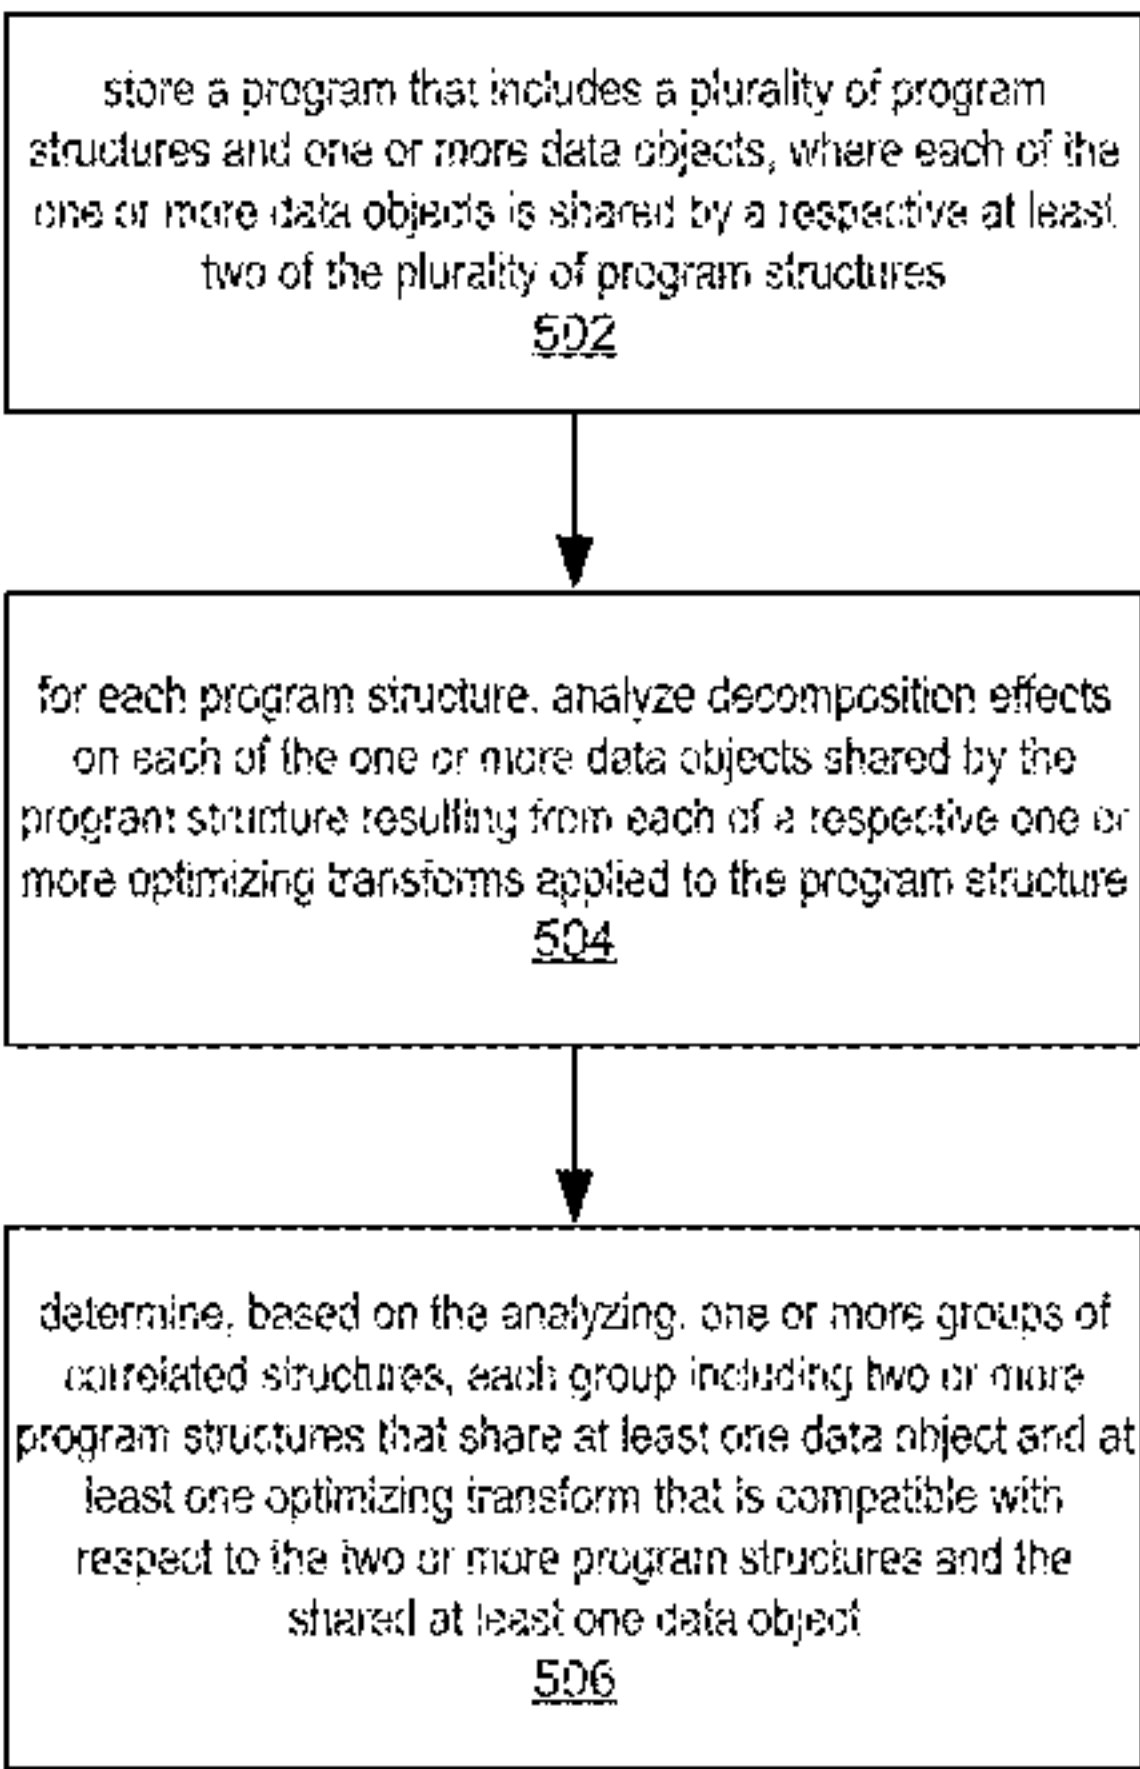 store a program that includes a plurality of program
structures and one or more data objects, where each of the
one or more data objects is shared by a respective at least
two of the plurality of program structures
502
for each program structure, analyze decomposition effects
on each of the one or more data objects shared by the
program structure resulting from each of a respective one or
more optimizing transforms applied to the program structure
504
determine, based on the analyzing, one or more groups of
correlated structures, each group including two or more
program structures that share at least one data object and at
least one optimizing transform that is compatible with
respect to the two or more program structures and the
shared at least one data object
506